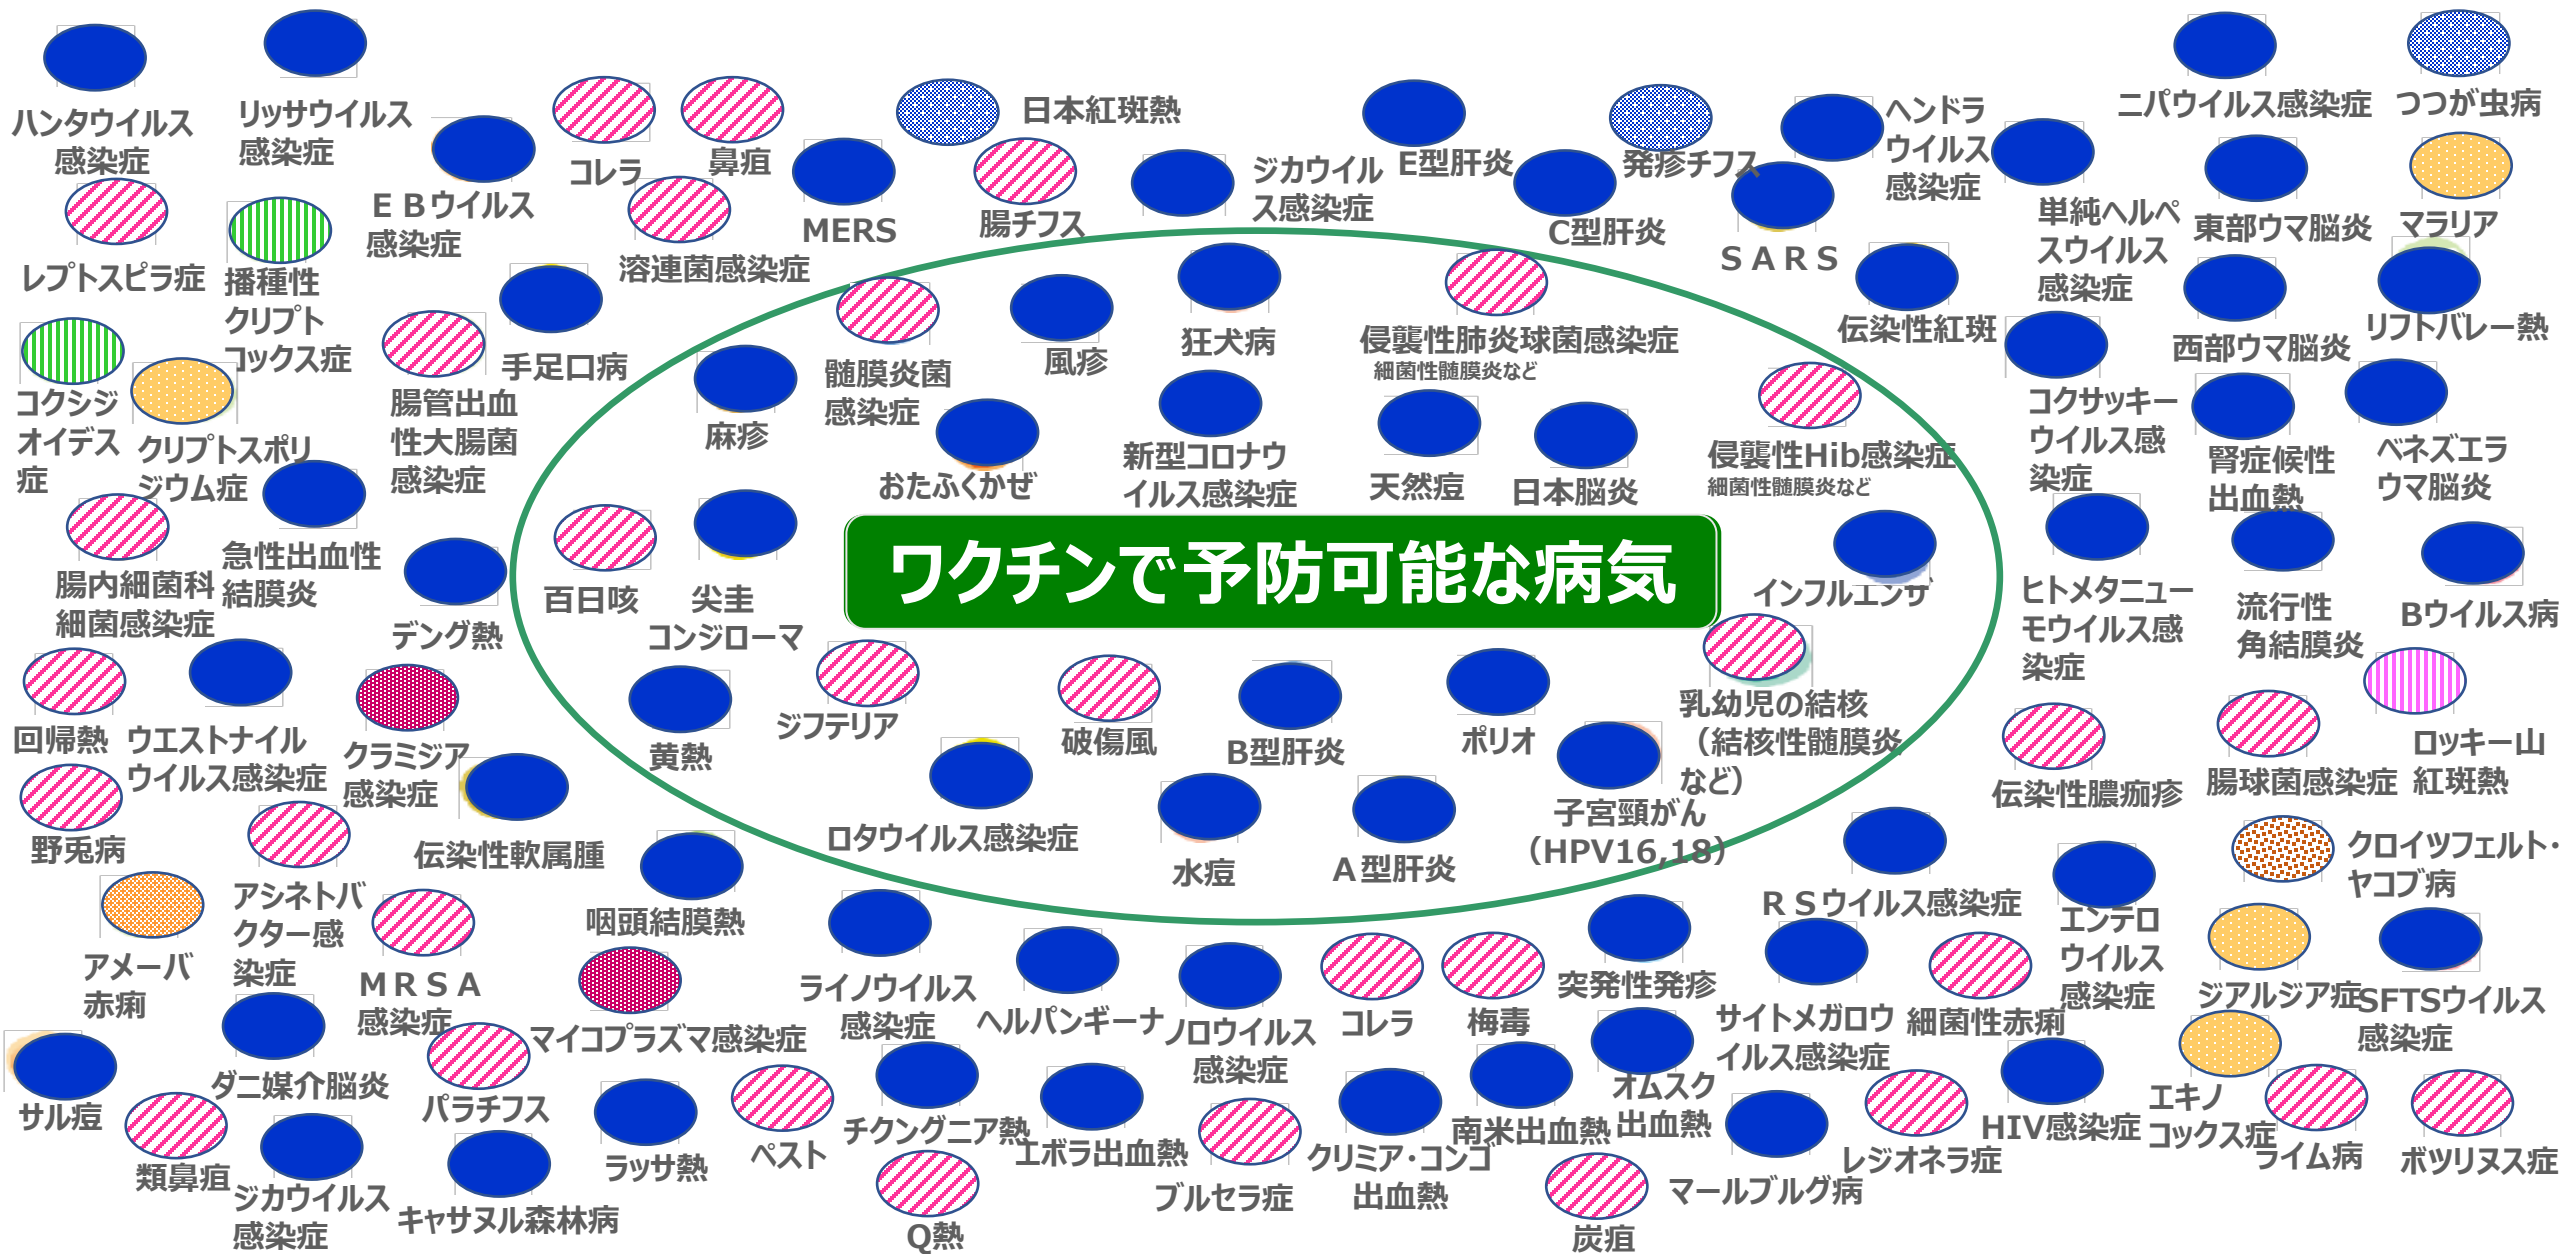 ハンタウイルス
感染症
リッサウイルス
感染症
ＥＢウイルス
感染症
コレラ
鼻疽
溶連菌感染症
MERS
日本紅斑熱
腸チフス
ジカウイル
ス感染症
E型肝炎
C型肝炎
発疹チフス
ＳＡＲＳ
ヘンドラ
ウイルス
感染症
単純ヘルペ
スウイルス
感染症
ニパウイルス感染症
つつが虫病
東部ウマ脳炎
マラリア
レプトスピラ症
播種性
クリプト
コックス症
手足口病
伝染性紅斑
西部ウマ脳炎
リフトバレー熱
コクシジ
オイデス
症
クリプトスポリ
ジウム症
腸管出血
性大腸菌
感染症
麻疹
髄膜炎菌
感染症
風疹
狂犬病
侵襲性肺炎球菌感染症
細菌性髄膜炎など
おたふくかぜ
新型コロナウ
イルス感染症
天然痘
日本脳炎
侵襲性Hib感染症
細菌性髄膜炎など
コクサッキー
ウイルス感
染症
腎症候性
出血熱
ベネズエラ
ウマ脳炎
腸内細菌科
細菌感染症
急性出血性
結膜炎
デング熱
百日咳
尖圭
コンジローマ
ワクチンで予防可能な病気
インフルエンザ
ヒトメタニュー
モウイルス感
染症
流行性
角結膜炎
Bウイルス病
回帰熱
ウエストナイル
ウイルス感染症
クラミジア
感染症
黄熱
ジフテリア
破傷風
B型肝炎
ポリオ
乳幼児の結核
（結核性髄膜炎
など）
伝染性膿痂疹
腸球菌感染症
ロッキー山
紅斑熱
野兎病
伝染性軟属腫
ロタウイルス感染症
水痘
Ａ型肝炎
子宮頸がん
（HPV16,18）
クロイツフェルト・
ヤコブ病
アメーバ
赤痢
アシネトバ
クター感
染症
ＭＲＳＡ
感染症
咽頭結膜熱
マイコプラズマ感染症
ライノウイルス
感染症
ヘルパンギーナ
ノロウイルス
感染症
コレラ
梅毒
突発性発疹
ＲＳウイルス感染症
サイトメガロウ
イルス感染症
細菌性赤痢
エンテロ
ウイルス
感染症
ジアルジア症
SFTSウイルス
感染症
サル痘
ダニ媒介脳炎
パラチフス
ラッサ熱
ペスト
チクングニア熱
エボラ出血熱
ブルセラ症
クリミア・コンゴ
出血熱
南米出血熱
オムスク
出血熱
マールブルグ病
レジオネラ症
HIV感染症
エキノ
コックス症
ライム病
ボツリヌス症
類鼻疽
ジカウイルス
感染症
キャサヌル森林病
Q熱
炭疽